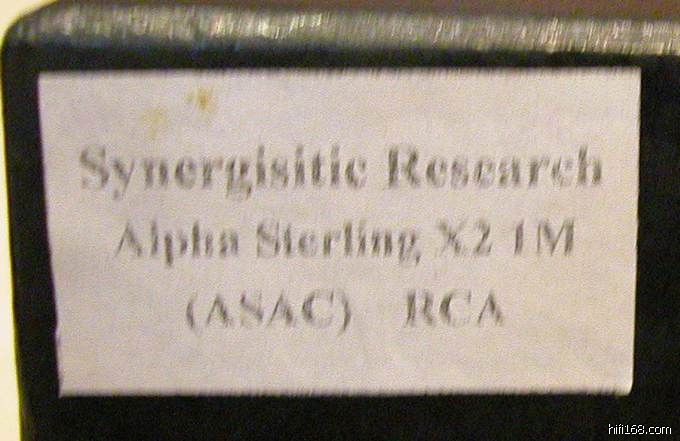 Synergisitic Research
Alpha Sterling X2 1M
(ASAC) RCA
hifi168.com